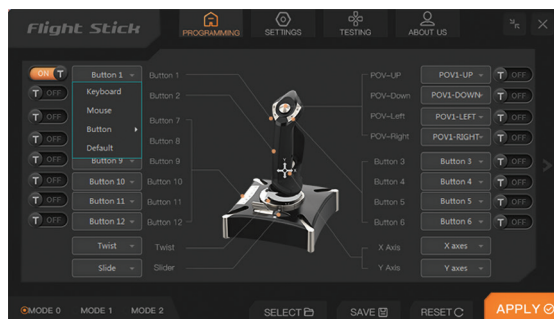 Flight Stick
PROGRAMMING
SETTINGS
TESTING
ABOUT US
ON T Button 1 Button 1
T OFF Keyboard Button 2
T OFF Mouse Button 7
T OFF Button Button 8
T OFF Default
T OFF Button 9 Button 9
T OFF Button 10 Button 10
T OFF Button 11 Button 11
T OFF Button 12 Button 12
Twist Twist
Slide Slider
POV-UP POV1-UP T OFF
POV-Down POV1-DOWN T OFF
POV-Left POV1-LEFT T OFF
POV-Right POV1-RIGHT T OFF
Button 3 Button 3 T OFF
Button 4 Button 4 T OFF
Button 5 Button 5 T OFF
Button 6 Button 6 T OFF
X Axis X axes
Y Axis Y axes
MODE 0 MODE 1 MODE 2
SELECT SAVE RESET APPLY